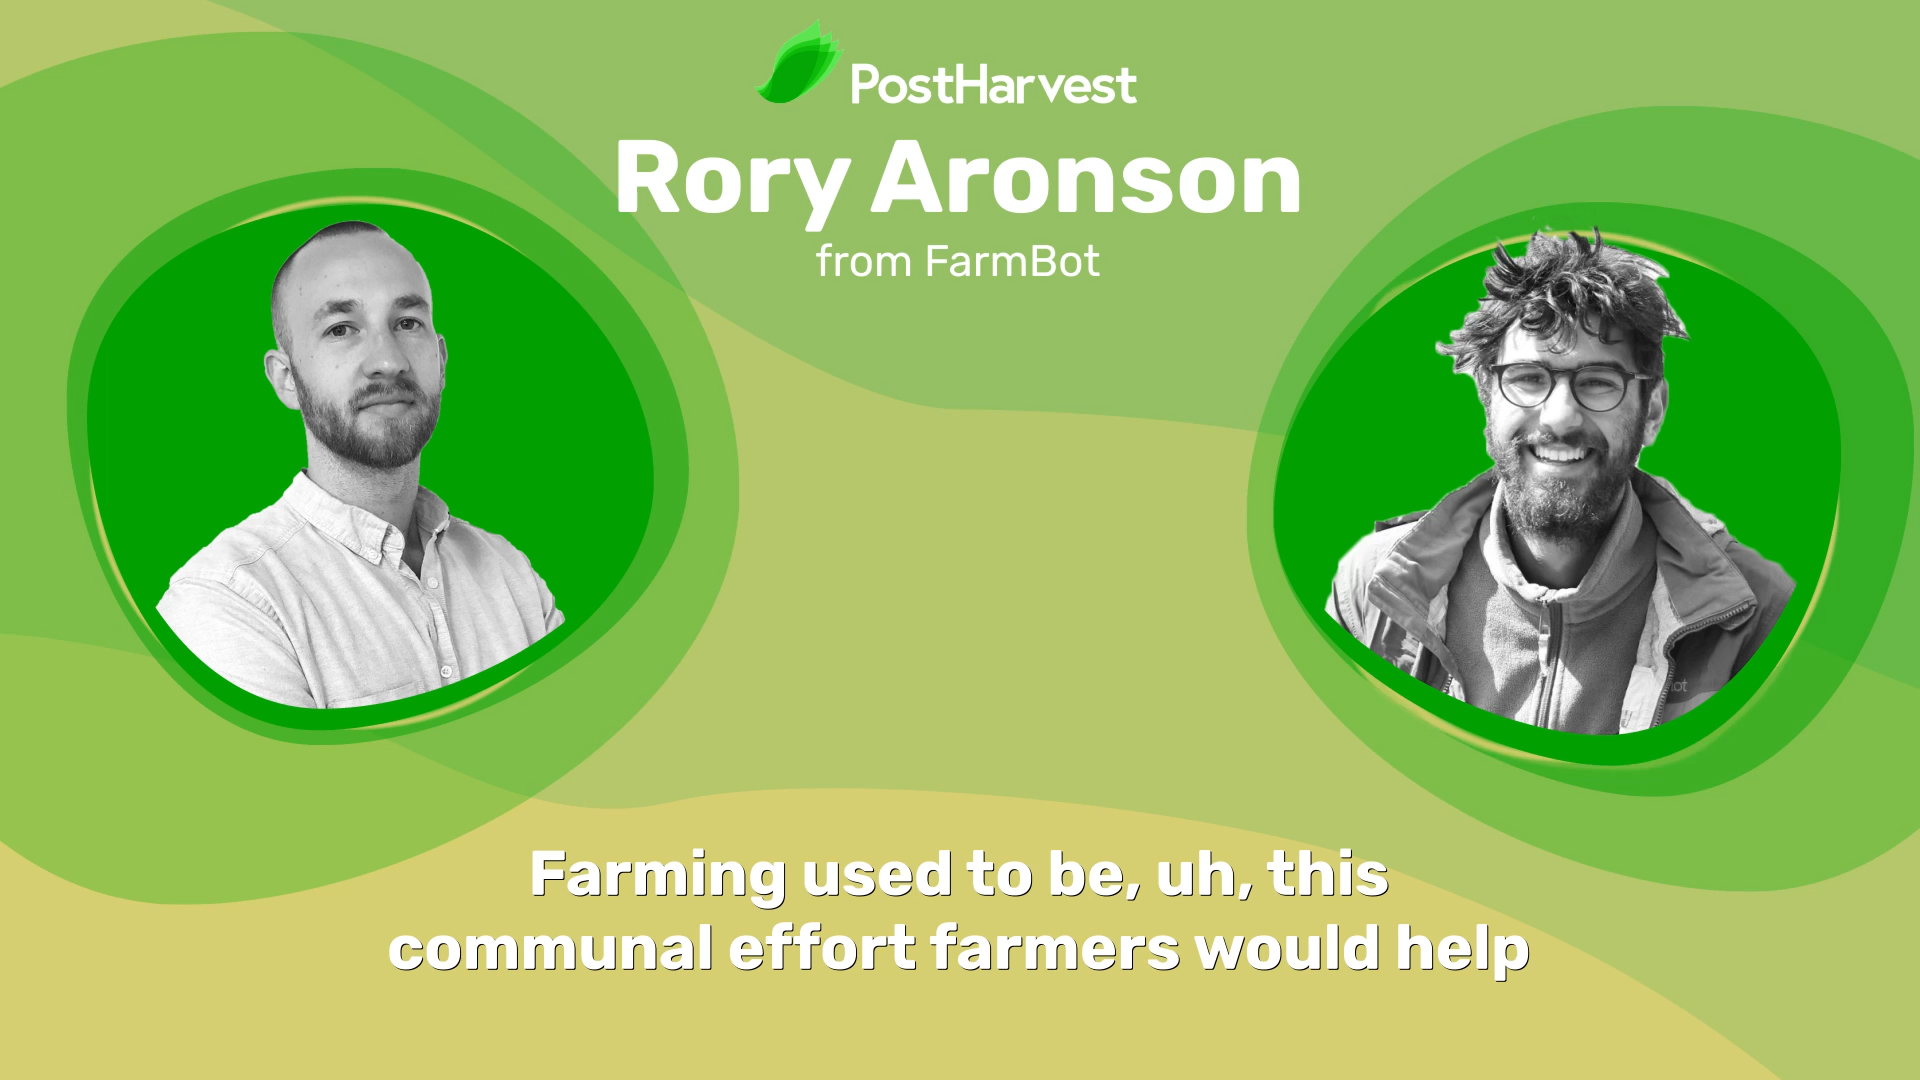 PostHarvest
Rory Aronson
from FarmBot
Farming used to be, uh, this
communal effort farmers would help